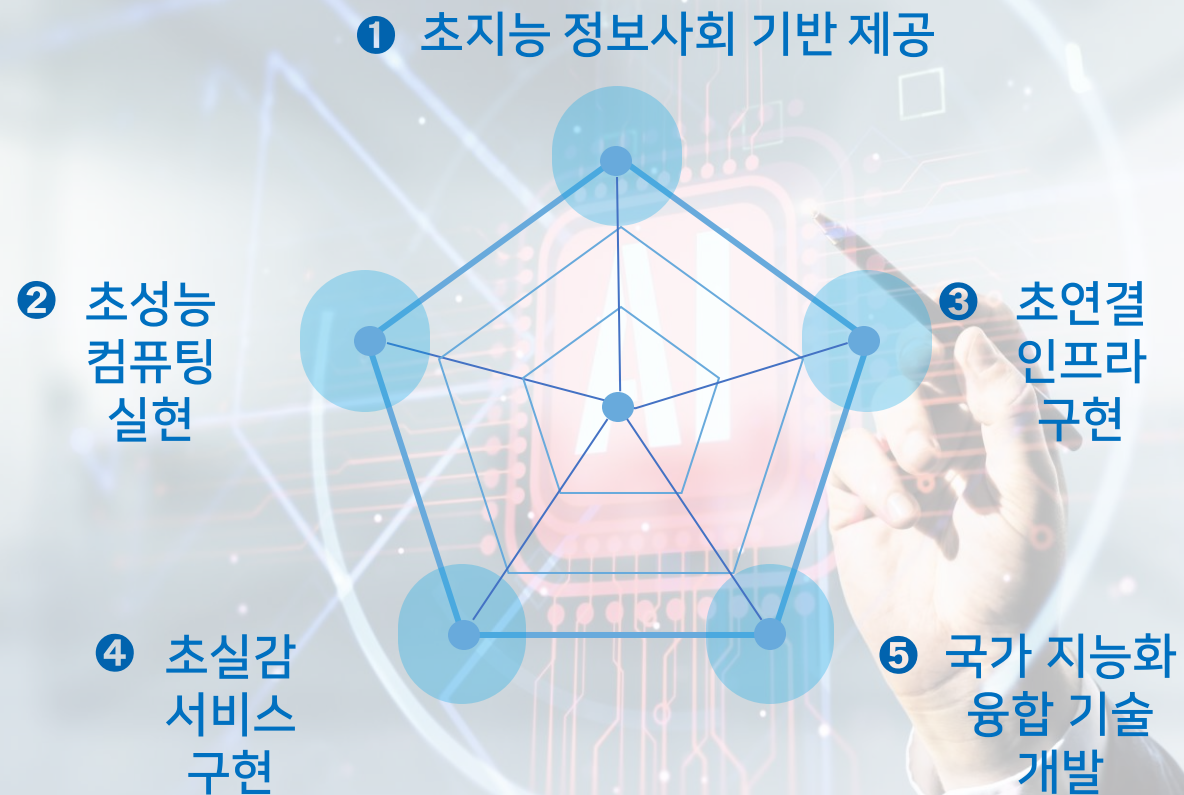 ❶ 초지능 정보사회 기반 제공
AI
❷ 초성능
컴퓨팅
실현
❸ 초연결
인프라
구현
❹ 초실감
서비스
구현
❺ 국가 지능화
융합 기술
개발